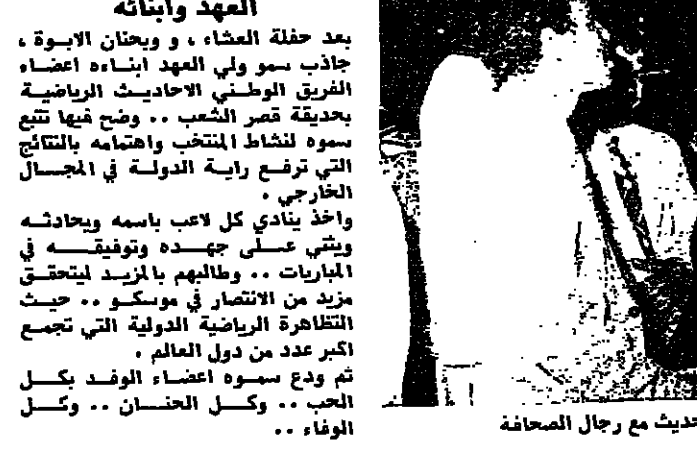 العهد وأبنائه
بعد حفلة العشاء ، و وبحنان الابوة ،
جاذب سمو ولي العهد ابناءه اعضاء
الفريق الوطني الاحاديث الرياضية
بحديقة قصر الشعب .. وضح فيها تتبع
سموه لنشاط المنتخب واهتمامه بالنتائج
التي ترفع راية الدولة في المجال
الخارجي .
واخذ ينادي كل لاعب باسمه ويحادثه
ويثني على جهده وتوفيقه في
المباريات .. وطالبهم بالمزيد ليتحقق
مزيد من الانتصار في موسكو .. حيث
التظاهرة الرياضية الدولية التي تجمع
اكبر عدد من دول العالم .
ثم ودع سموه اعضاء الوفد بكل
الحب .. وكل الحنان .. وكل
الوفاء ..
حديث مع رجال الصحافة